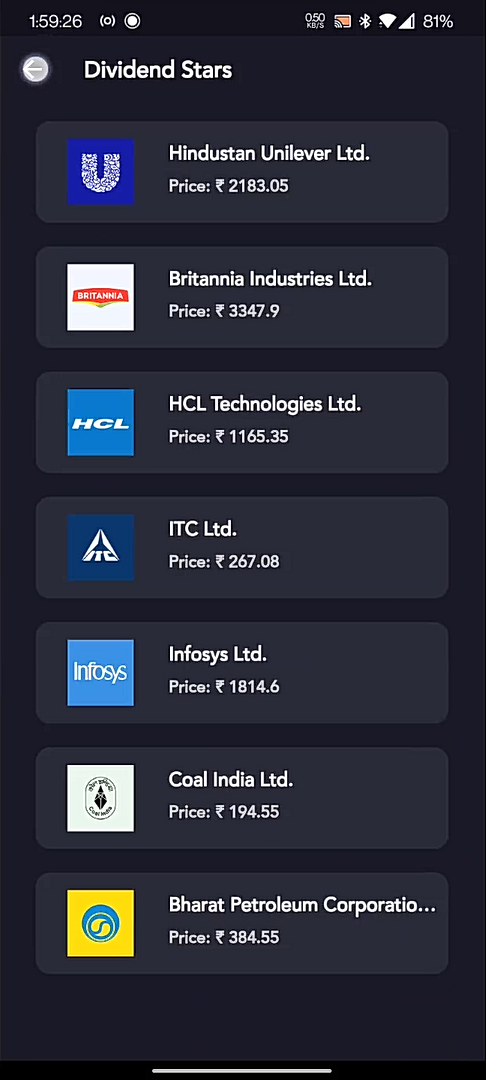 1:59:26
0.50
KB/S
81%
Dividend Stars
Hindustan Unilever Ltd.
Price: ₹ 2183.05
BRITANNIA
Britannia Industries Ltd.
Price: ₹ 3347.9
HCL
HCL Technologies Ltd.
Price: ₹ 1165.35
ITC
ITC Ltd.
Price: ₹ 267.08
Infosys
Infosys Ltd.
Price: ₹ 1814.6
Coal India
Coal India Ltd.
Price: ₹ 194.55
Bharat Petroleum Corporatio...
Price: ₹ 384.55